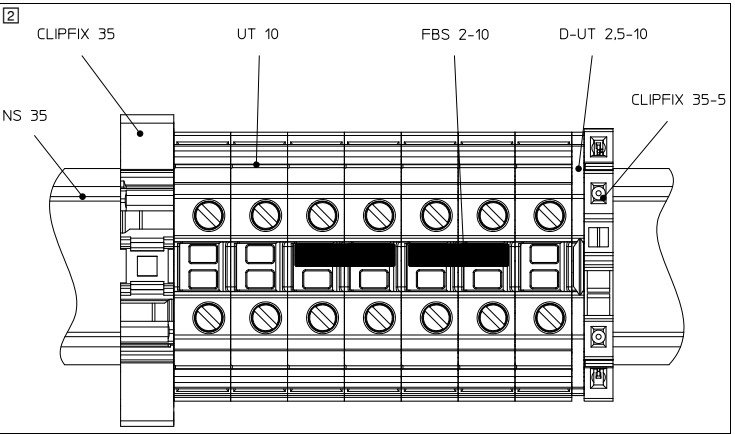 2
CLIPFIX 35
UT 10
FBS 2-10
D-UT 2,5-10
CLIPFIX 35-5
NS 35